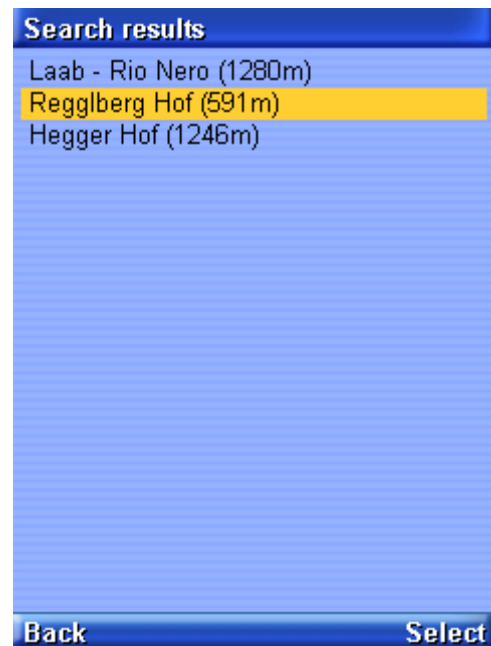 Search results
Laab - Rio Nero (1280m)
Regglberg Hof (591m)
Hegger Hof (1246m)
Back Select